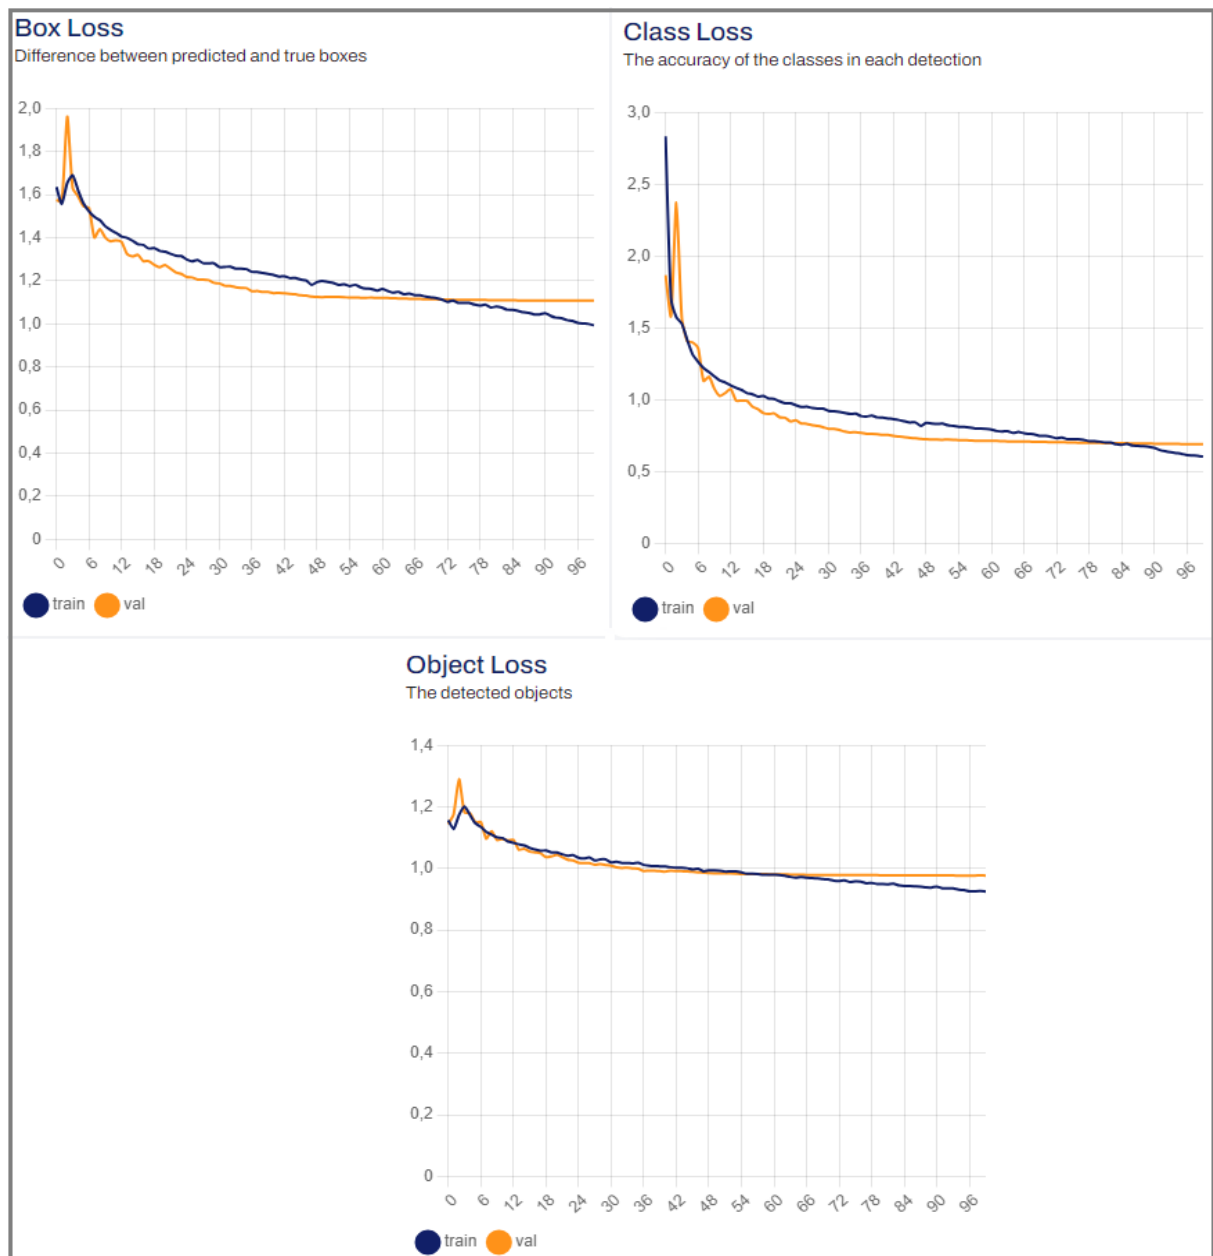 Box Loss
Difference between predicted and true boxes
2,0
1,8
1,6
1,4
1,2
1,0
0,8
0,6
0,4
0,2
0
0 6 12 18 24 30 36 42 48 54 60 66 72 78 84 90 96
train val
Class Loss
The accuracy of the classes in each detection
3,0
2,5
2,0
1,5
1,0
0,5
0
0 6 12 18 24 30 36 42 48 54 60 66 72 78 84 90 96
train val
Object Loss
The detected objects
1,4
1,2
1,0
0,8
0,6
0,4
0,2
0
0 6 12 18 24 30 36 42 48 54 60 66 72 78 84 90 96
train val